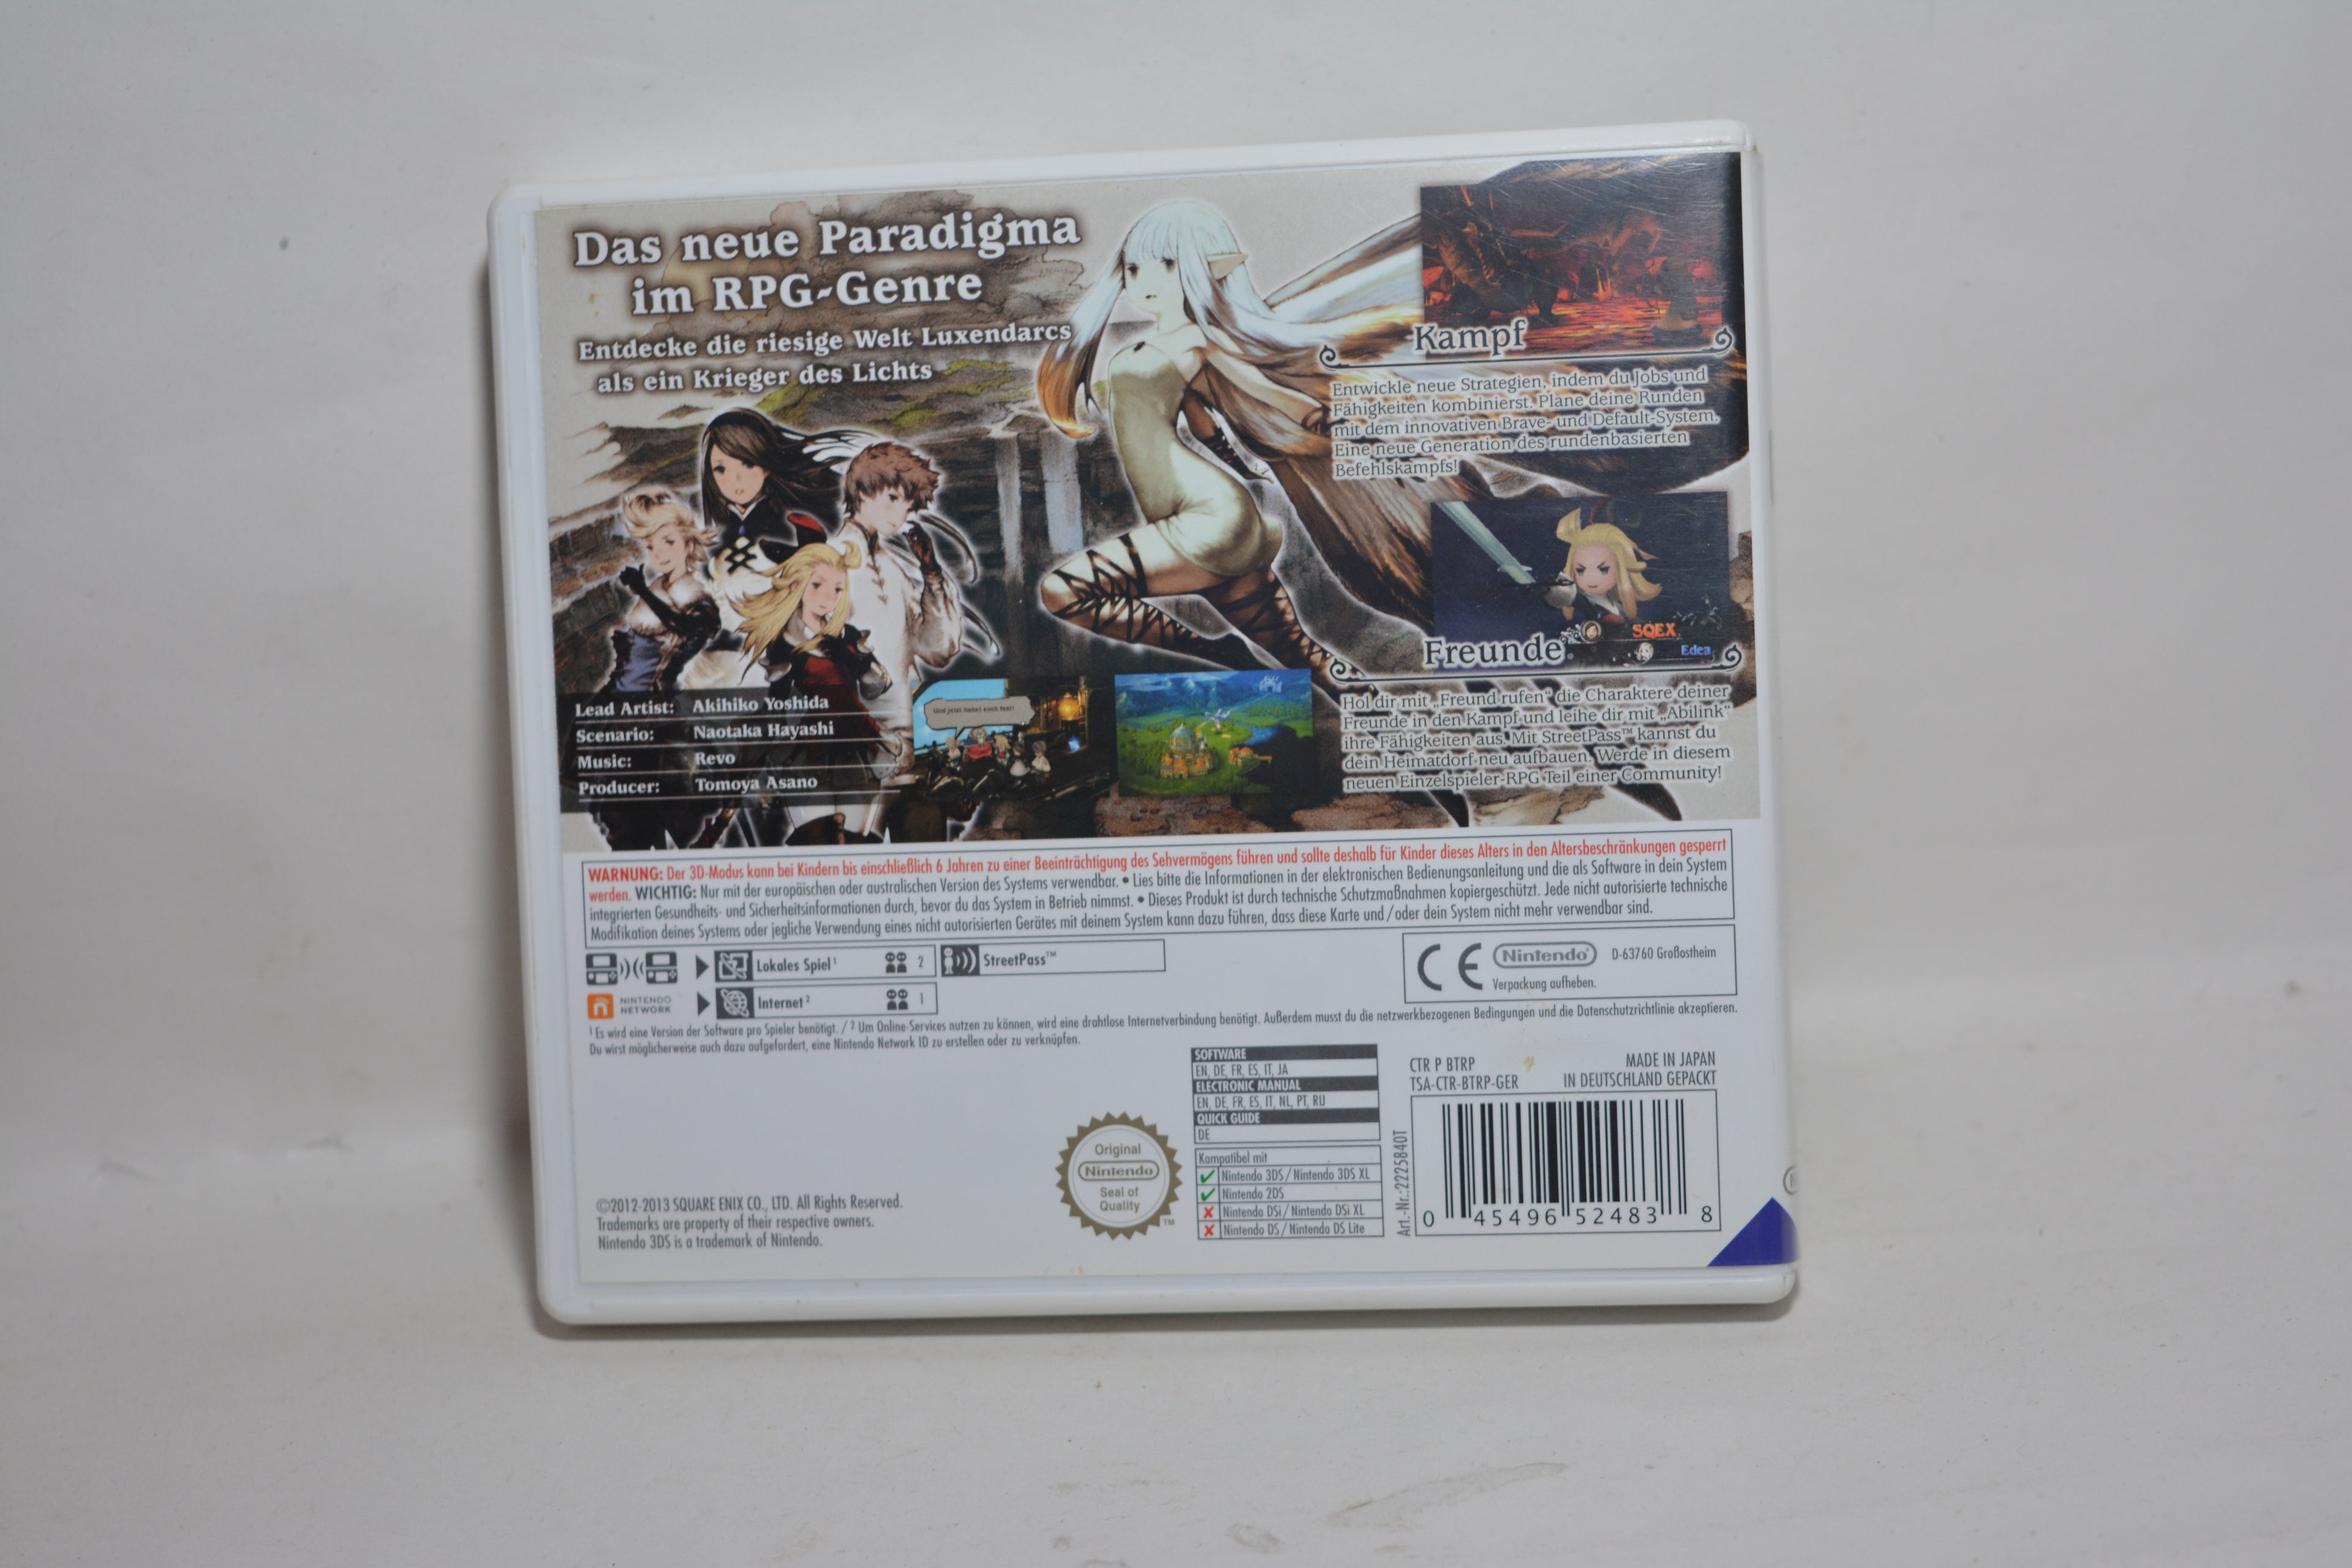 Das neue Paradigma
im RPG-Genre
Entdecke die riesige Welt Luxendarcs
als ein Krieger des Lichts
Kampf
Entwickle neue Strategien, indem du Jobs und
Fähigkeiten kombinierst. Plane deine Runden
mit dem innovativen Brave- und Default-System.
Eine neue Generation des rundenbasierten
Befehlskampfs!
SQEX
Edea
Freunde
Hol dir mit „Freund rufen“ die Charaktere deiner
Freunde in den Kampf und leihe dir mit „Abilink“
ihre Fähigkeiten aus. Mit StreetPass™ kannst du
dein Heimatdorf neu aufbauen. Werde in diesem
neuen Einzelspieler-RPG Teil einer Community!
Lead Artist: Akihiko Yoshida
Scenario: Naotaka Hayashi
Music: Revo
Producer: Tomoya Asano
Und jetzt haltet euch fest!
WARNUNG: Der 3D-Modus kann bei Kindern bis einschließlich 6 Jahren zu einer Beeinträchtigung des Sehvermögens führen und sollte deshalb für Kinder dieses Alters in den Altersbeschränkungen gesperrt
werden. WICHTIG: Nur mit der europäischen oder australischen Version des Systems verwendbar. • Lies bitte die Informationen in der elektronischen Bedienungsanleitung und die als Software in dein System
integrierten Gesundheits- und Sicherheitsinformationen durch, bevor du das System in Betrieb nimmst. • Dieses Produkt ist durch technische Schutzmaßnahmen kopiergeschützt. Jede nicht autorisierte technische
Modifikation deines Systems oder jegliche Verwendung eines nicht autorisierten Gerätes mit deinem System kann dazu führen, dass diese Karte und/oder dein System nicht mehr verwendbar sind.
Lokales Spiel¹ 2
StreetPass™
NINTENDO
NETWORK
Internet² 1
CE Nintendo® D-63760 Großostheim
Verpackung aufheben.
¹ Es wird eine Version der Software pro Spieler benötigt. / ² Um Online-Services nutzen zu können, wird eine drahtlose Internetverbindung benötigt. Außerdem musst du die netzwerkbezogenen Bedingungen und die Datenschutzrichtlinie akzeptieren.
Du wirst möglicherweise auch dazu aufgefordert, eine Nintendo Network ID zu erstellen oder zu verknüpfen.
SOFTWARE
EN, DE, FR, ES, IT, JA
ELECTRONIC MANUAL
EN, DE, FR, ES, IT, NL, PT, RU
QUICK GUIDE
DE
Kompatibel mit
Nintendo 3DS / Nintendo 3DS XL
Nintendo 2DS
Nintendo DSi / Nintendo DSi XL
Nintendo DS / Nintendo DS Lite
CTR P BTRP
TSA-CTR-BTRP-GER
MADE IN JAPAN
IN DEUTSCHLAND GEPACKT
Art.-Nr.:2225840T
0 45496 52483 8
Original
Nintendo
Seal of
Quality
TM
©2012-2013 SQUARE ENIX CO., LTD. All Rights Reserved.
Trademarks are property of their respective owners.
Nintendo 3DS is a trademark of Nintendo.